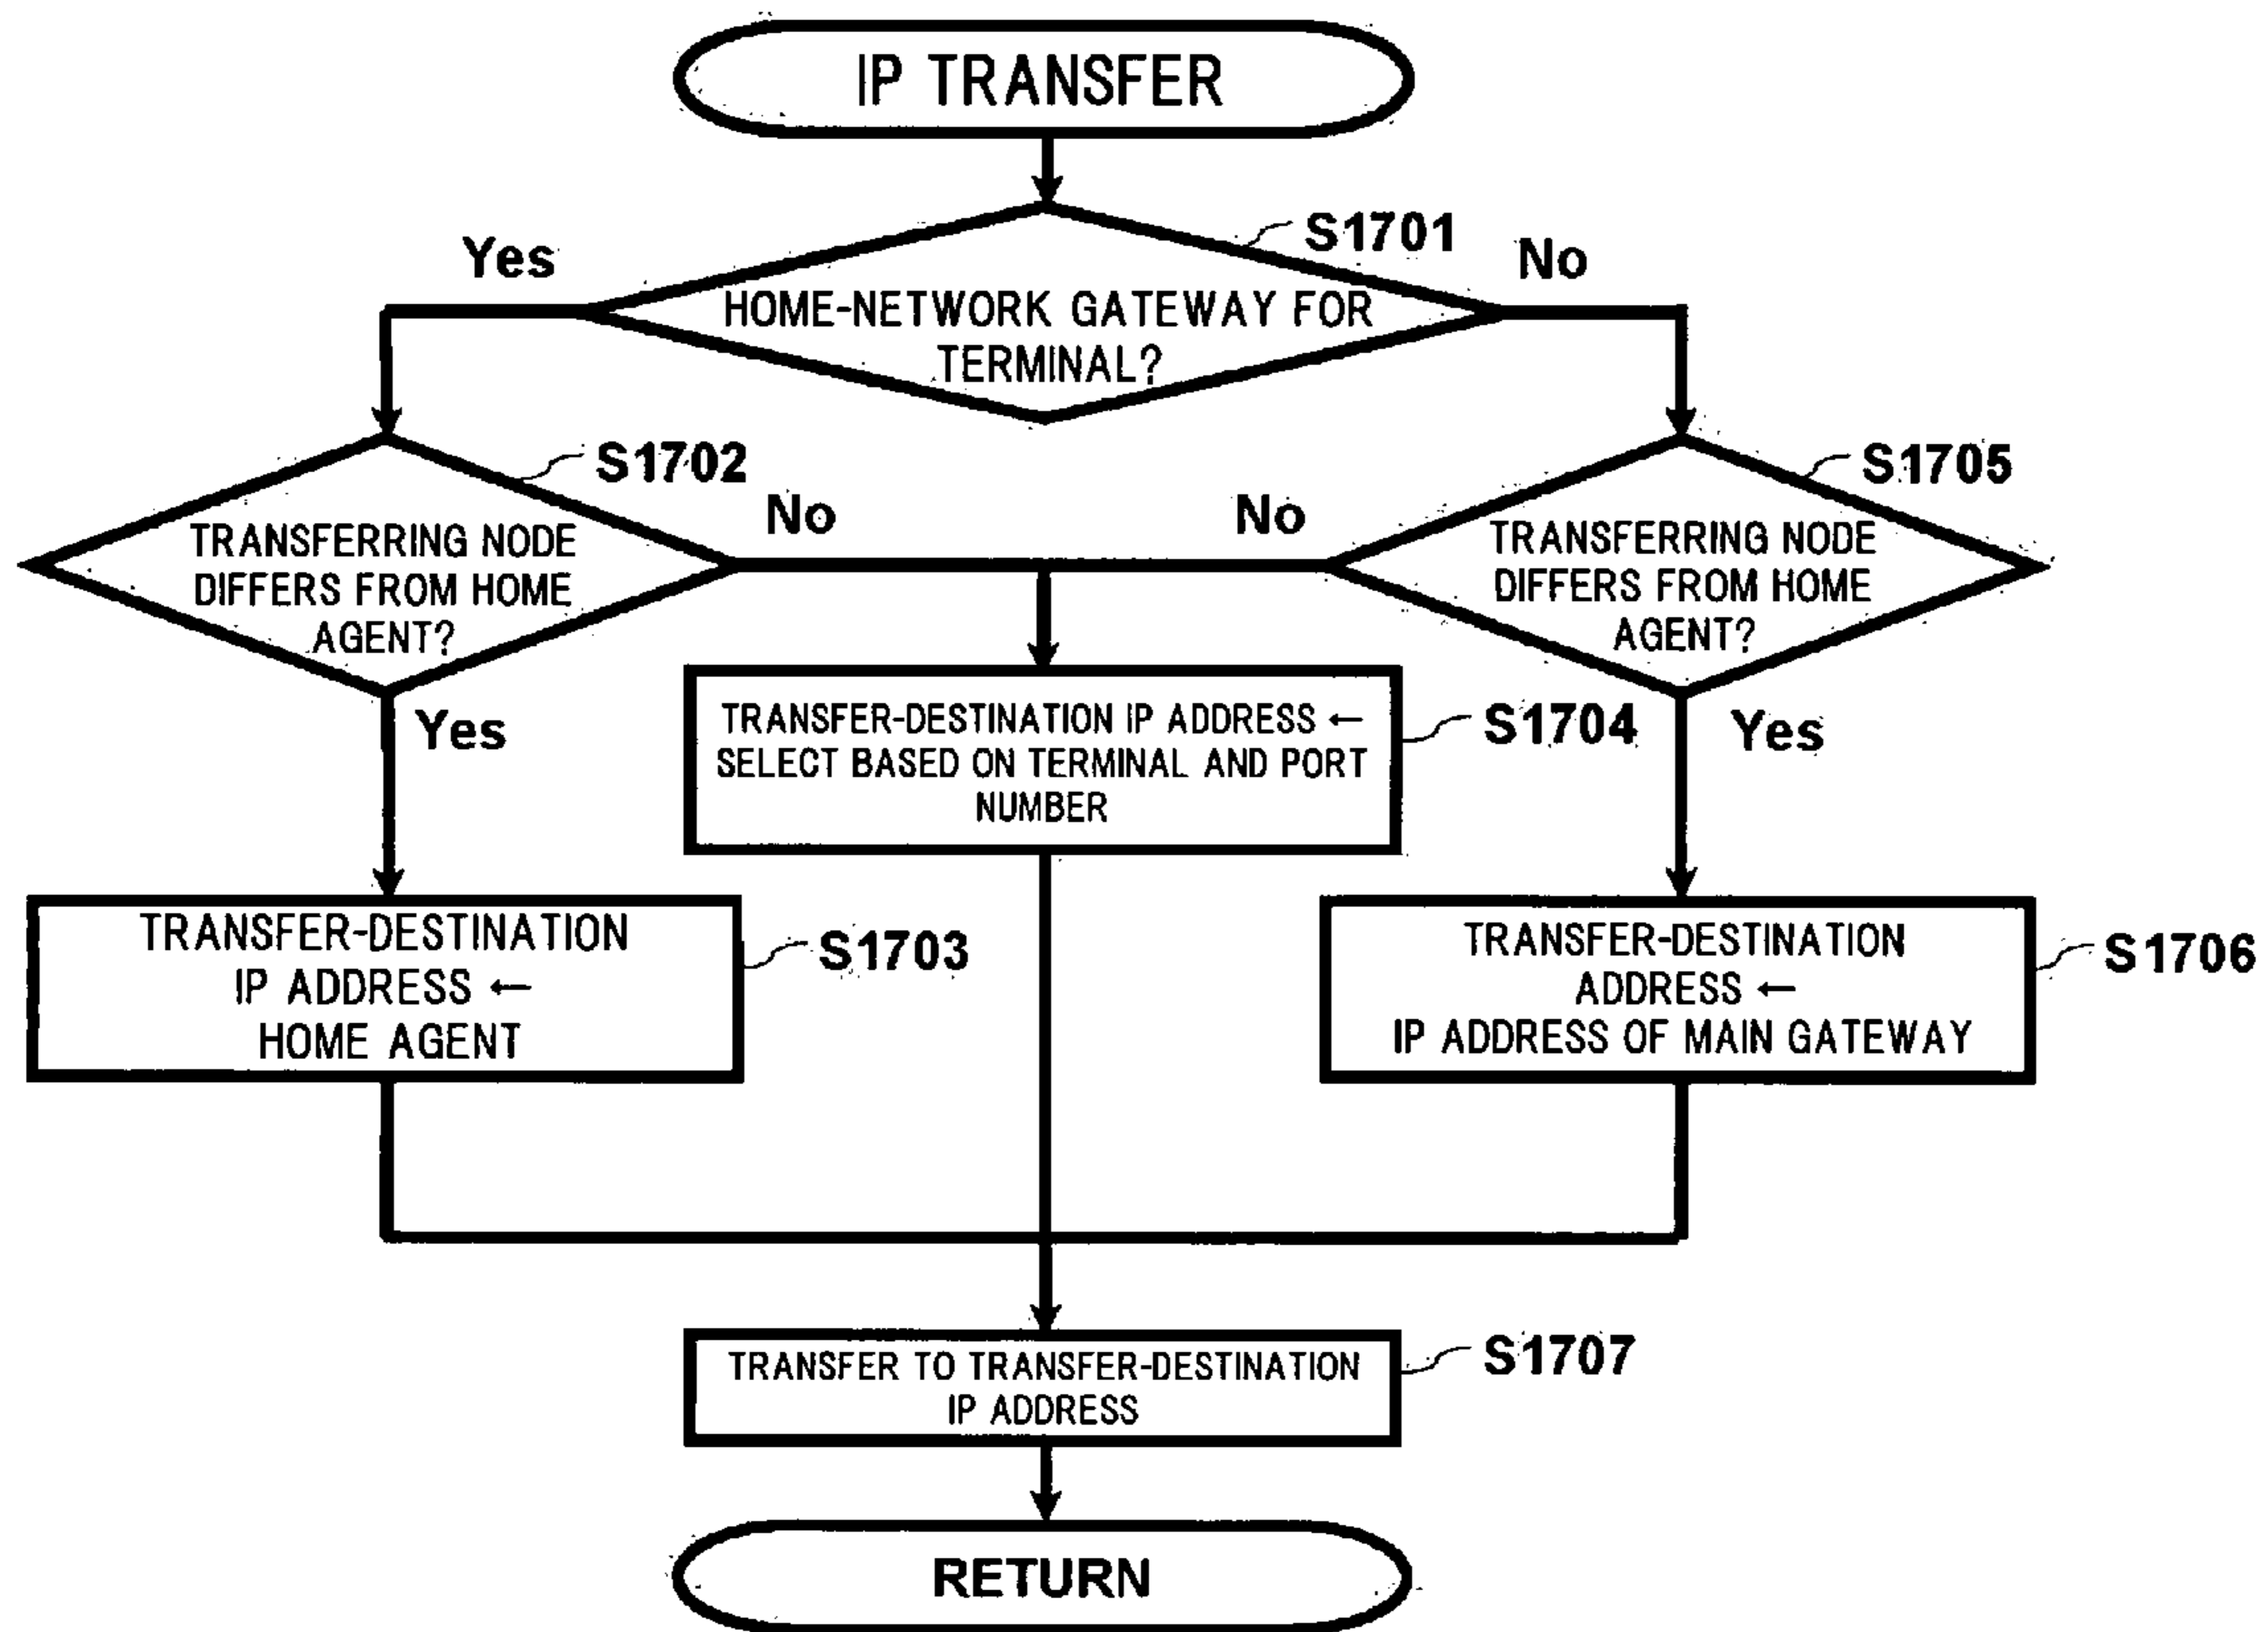 IP TRANSFER
S1701
Yes
No
HOME-NETWORK GATEWAY FOR
TERMINAL?
S1702
S1705
No
No
TRANSFERRING NODE
DIFFERS FROM HOME
AGENT?
TRANSFERRING NODE
DIFFERS FROM HOME
AGENT?
Yes
TRANSFER-DESTINATION IP ADDRESS ←
SELECT BASED ON TERMINAL AND PORT
NUMBER
S1704
Yes
TRANSFER-DESTINATION
IP ADDRESS ←
HOME AGENT
S1703
TRANSFER-DESTINATION
ADDRESS ←
IP ADDRESS OF MAIN GATEWAY
S1706
TRANSFER TO TRANSFER-DESTINATION
IP ADDRESS
S1707
RETURN